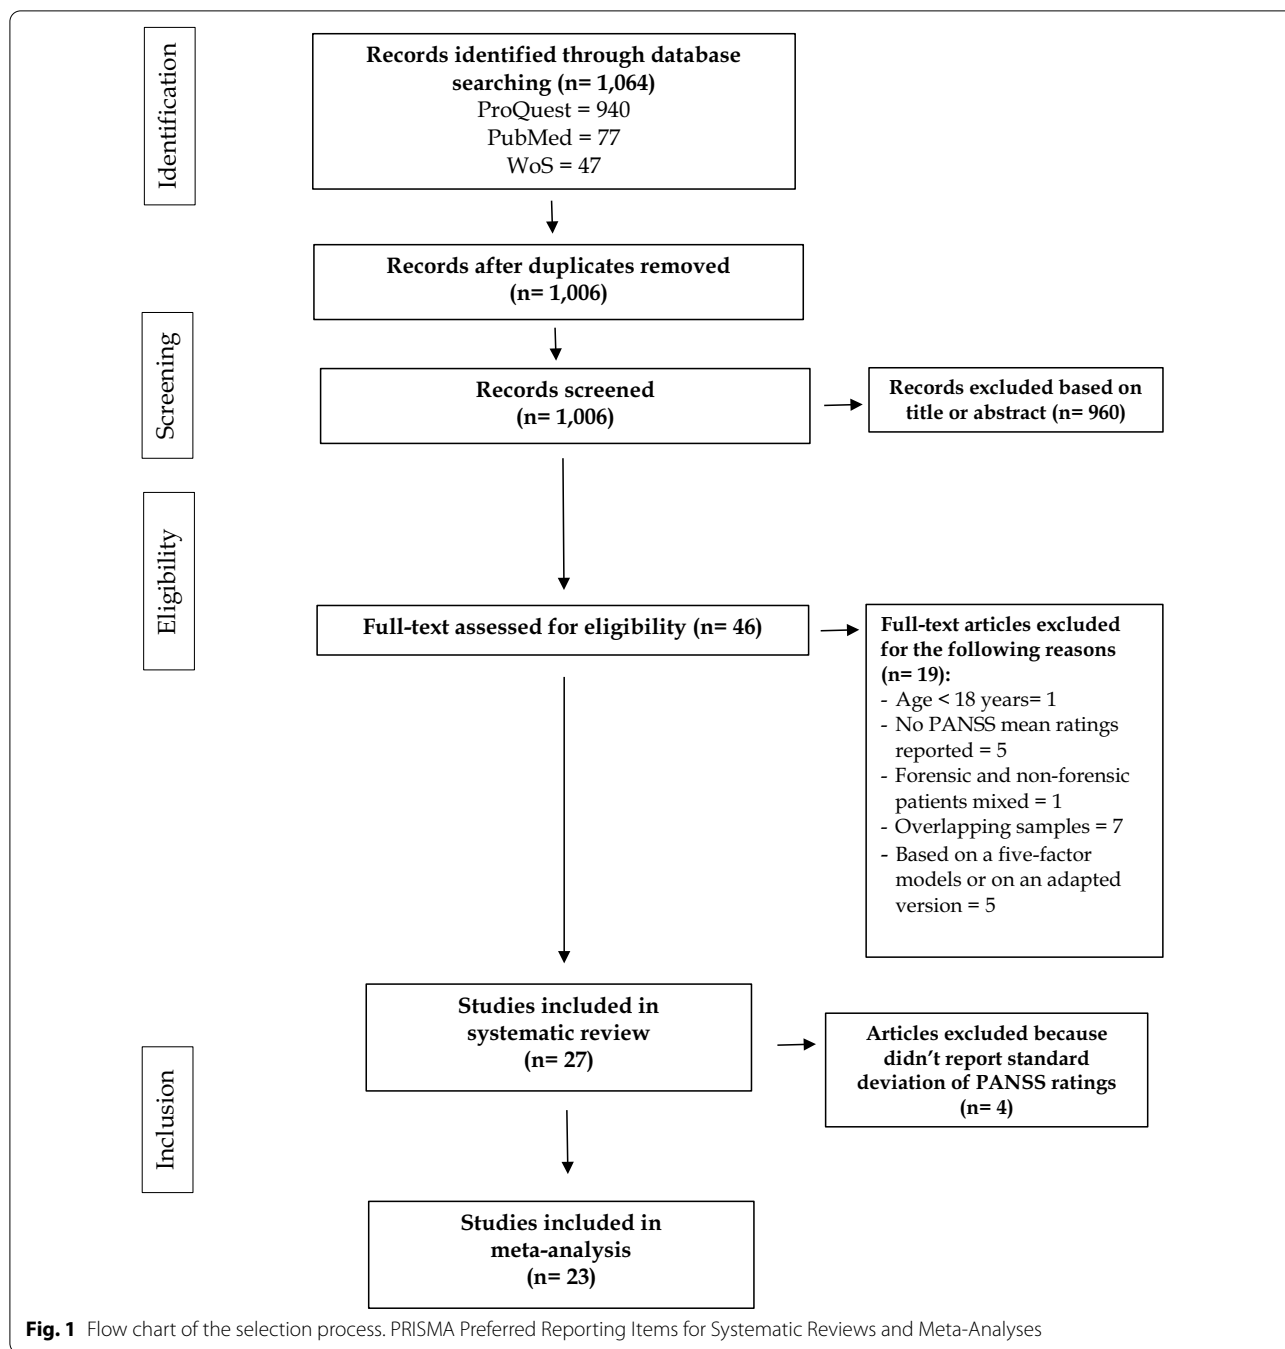 Identification
Records identified through database
searching (n= 1,064)
ProQuest = 940
PubMed = 77
WoS = 47
Records after duplicates removed
(n= 1,006)
Screening
Records screened
(n= 1,006)
Records excluded based on
title or abstract (n= 960)
Eligibility
Full-text assessed for eligibility (n= 46)
Full-text articles excluded
for the following reasons
(n= 19):
- Age < 18 years= 1
- No PANSS mean ratings
reported = 5
- Forensic and non-forensic
patients mixed = 1
- Overlapping samples = 7
- Based on a five-factor
models or on an adapted
version = 5
Inclusion
Studies included in
systematic review
(n= 27)
Articles excluded because
didn't report standard
deviation of PANSS ratings
(n= 4)
Studies included in
meta-analysis
(n= 23)
Fig. 1 Flow chart of the selection process. PRISMA Preferred Reporting Items for Systematic Reviews and Meta-Analyses